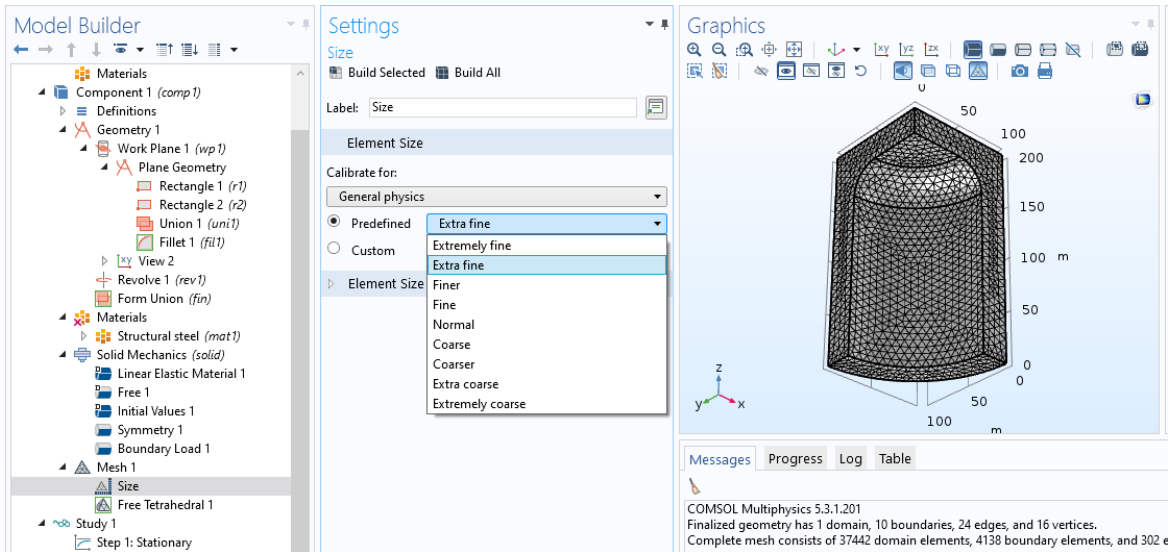 Model Builder
Materials
Component 1 (comp1)
Definitions
Geometry 1
Work Plane 1 (wp1)
Plane Geometry
Rectangle 1 (r1)
Rectangle 2 (r2)
Union 1 (uni1)
Fillet 1 (fil1)
View 2
Revolve 1 (rev1)
Form Union (fin)
Materials
Structural steel (mat1)
Solid Mechanics (solid)
Linear Elastic Material 1
Free 1
Initial Values 1
Symmetry 1
Boundary Load 1
Mesh 1
Size
Free Tetrahedral 1
Study 1
Step 1: Stationary
Settings
Size
Build Selected Build All
Label: Size
Element Size
Calibrate for:
General physics
Predefined Extra fine
Custom
Extremely fine
Extra fine
Finer
Fine
Normal
Coarse
Coarser
Extra coarse
Extremely coarse
Element Size
Graphics
xy yz zx
0
50
100
200
150
100 m
50
0
0
50
100
m
z
y x
Messages Progress Log Table
COMSOL Multiphysics 5.3.1.201
Finalized geometry has 1 domain, 10 boundaries, 24 edges, and 16 vertices.
Complete mesh consists of 37442 domain elements, 4138 boundary elements, and 302 e